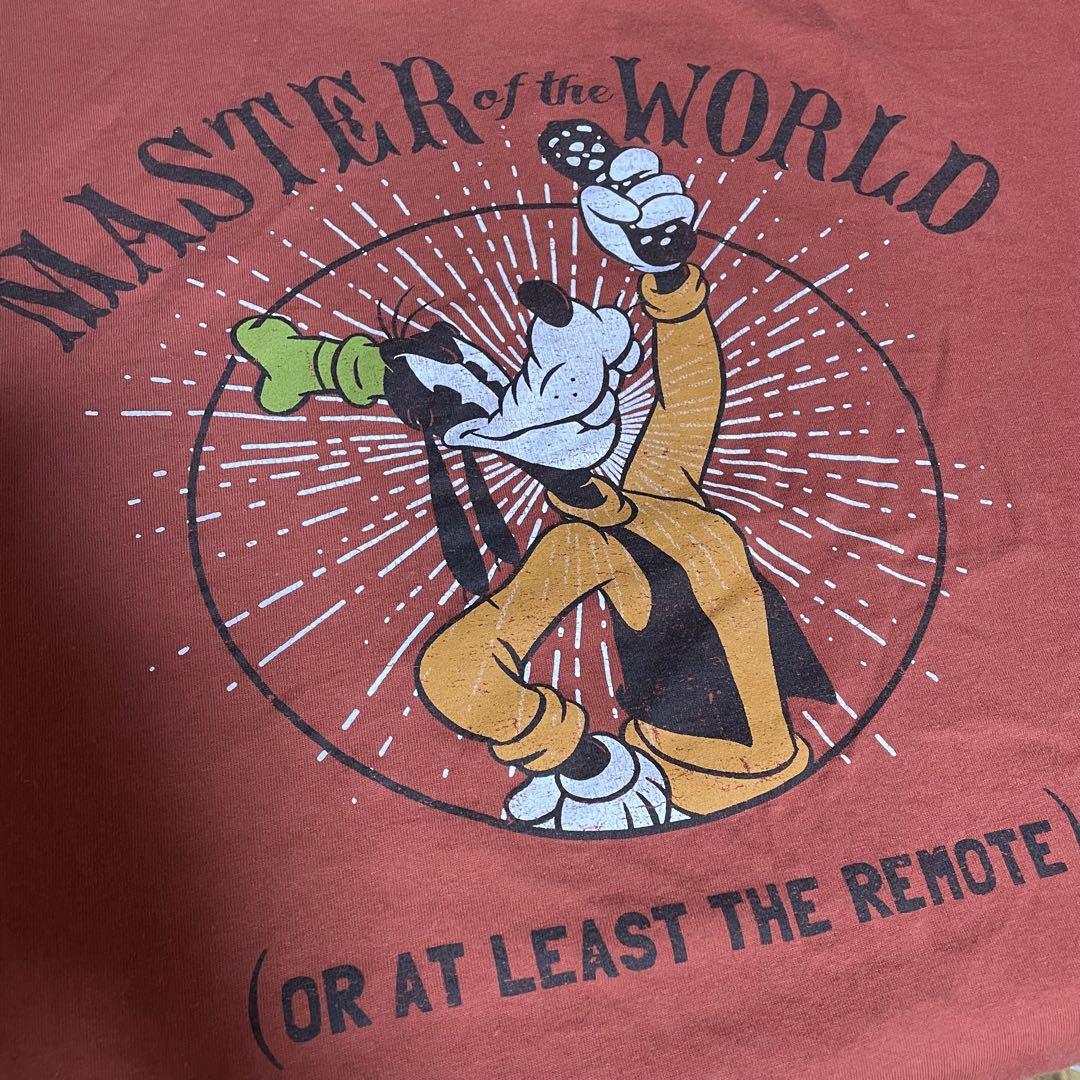 MASTER of the WORLD
(OR AT LEAST THE REMOTE)